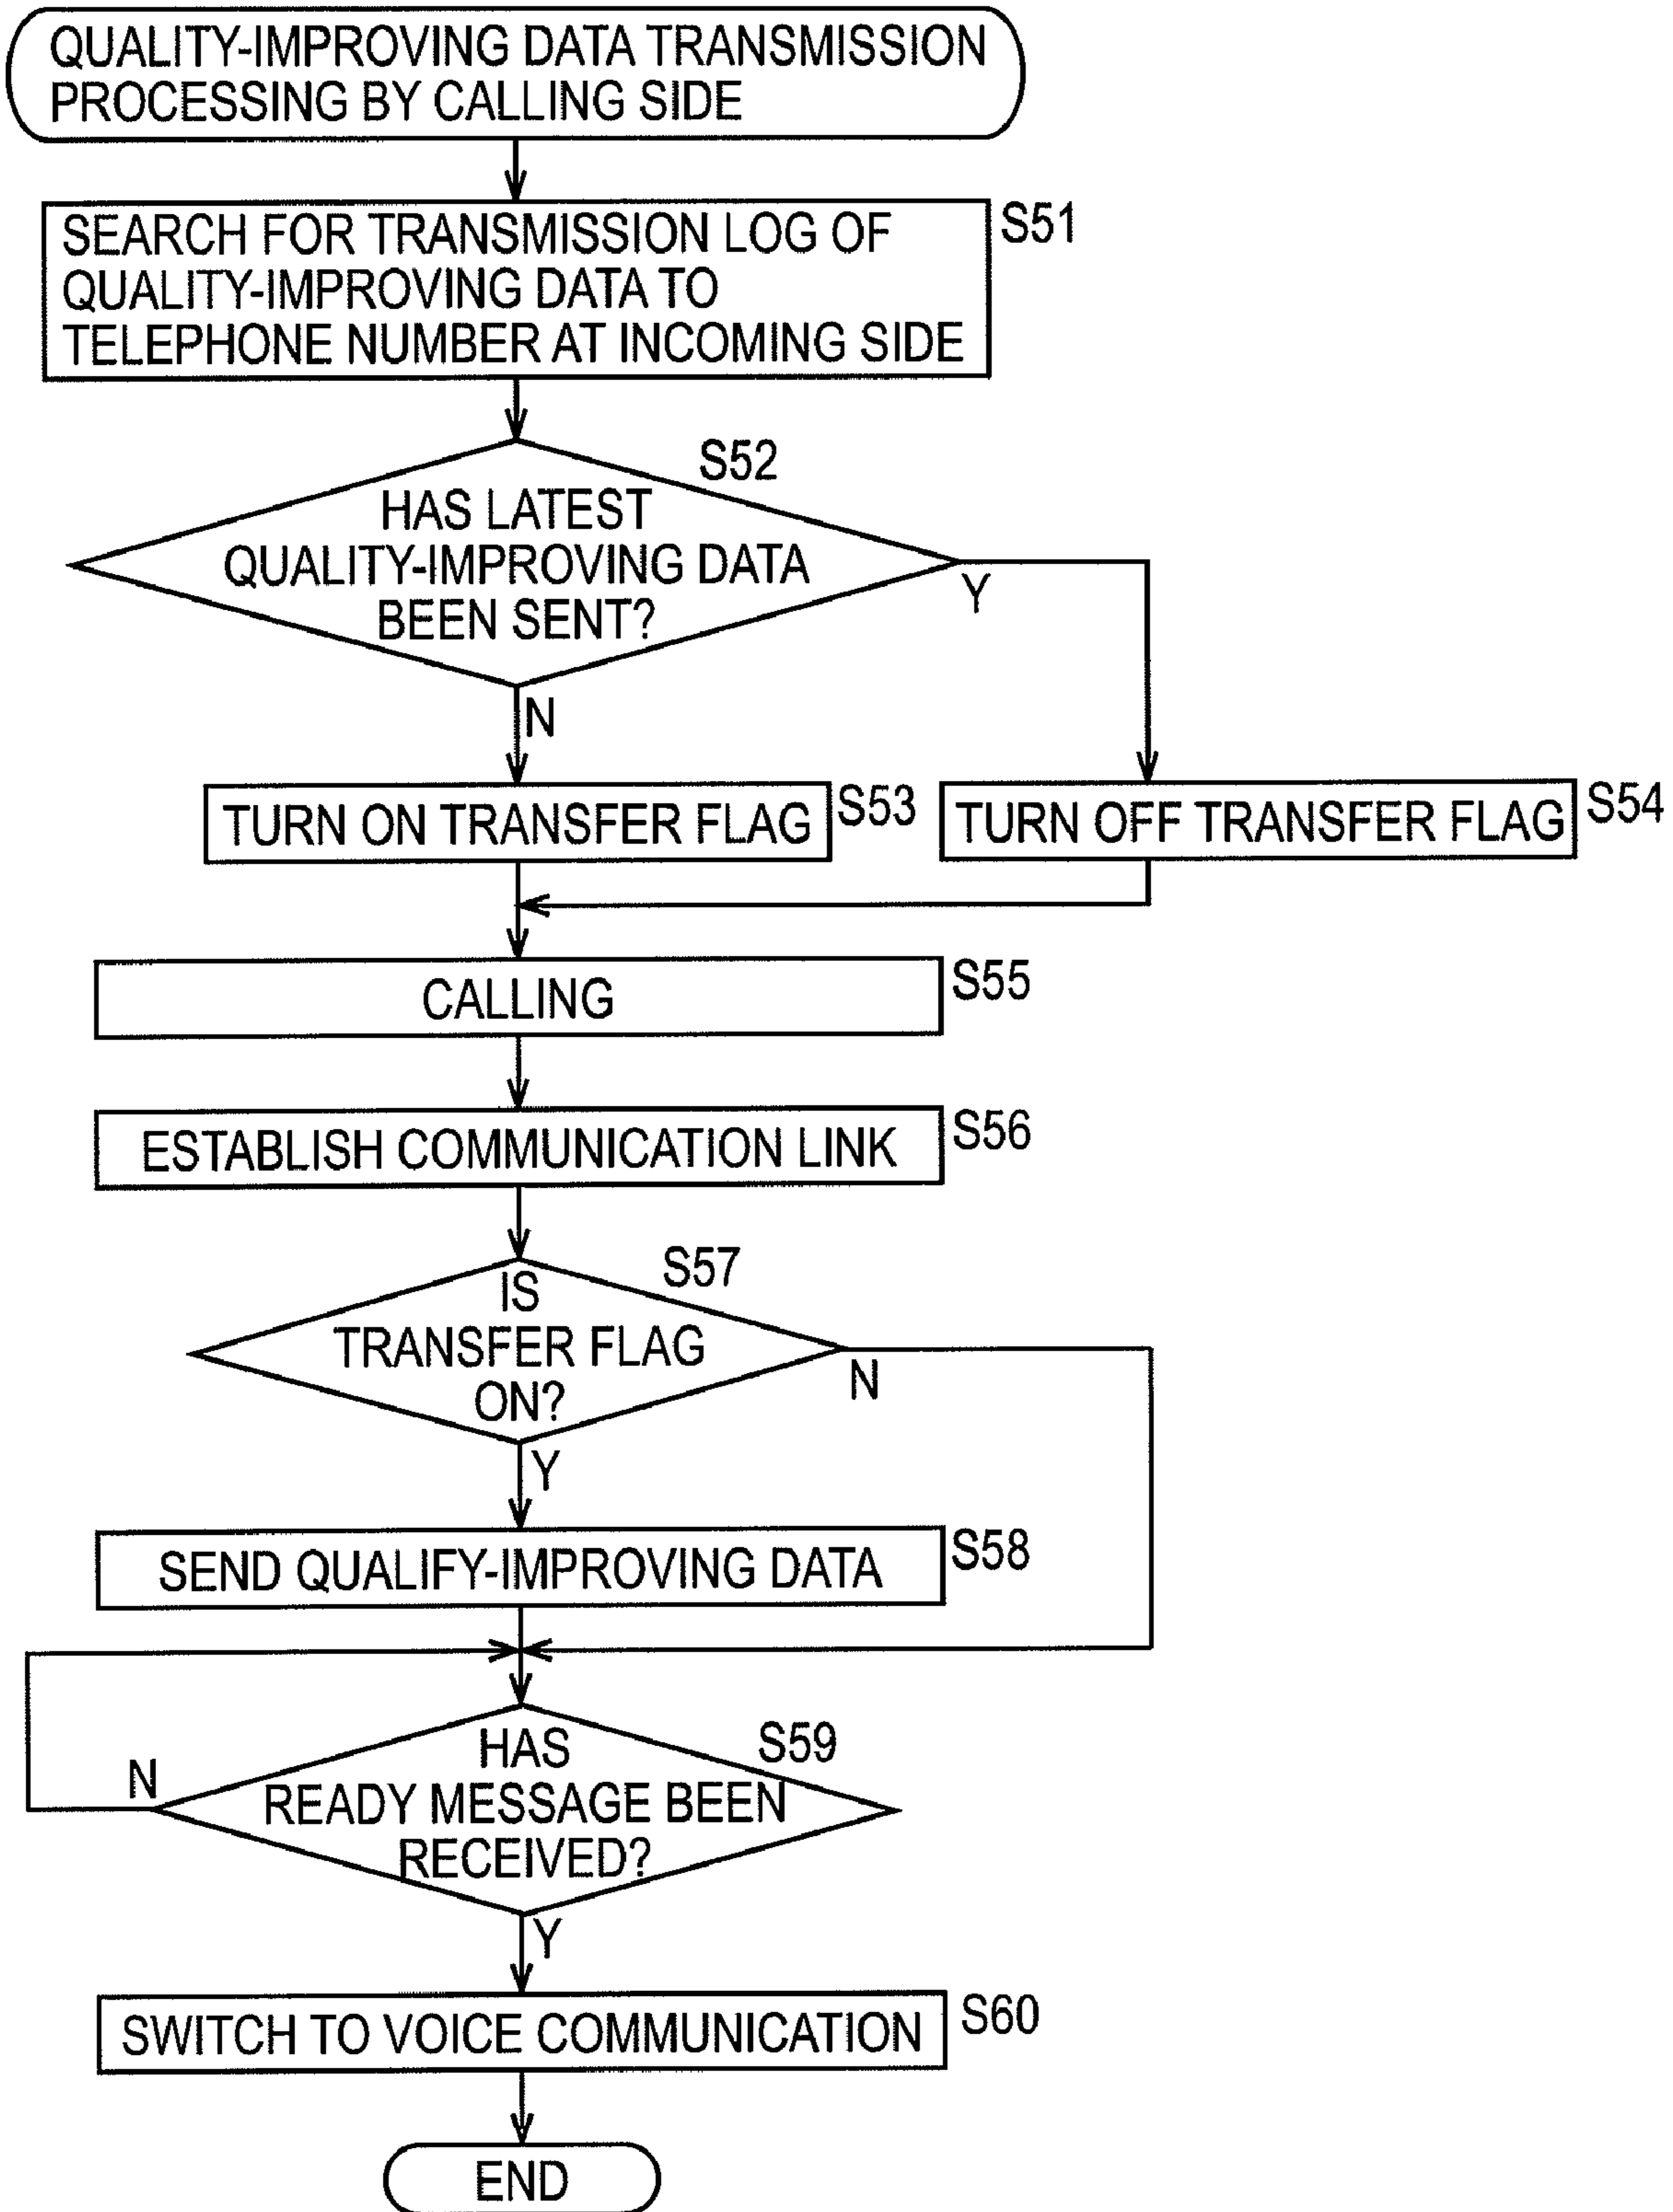 QUALITY-IMPROVING DATA TRANSMISSION
PROCESSING BY CALLING SIDE
SEARCH FOR TRANSMISSION LOG OF
QUALITY-IMPROVING DATA TO
TELEPHONE NUMBER AT INCOMING SIDE
S51
S52
HAS LATEST
QUALITY-IMPROVING DATA
BEEN SENT?
Y
N
TURN ON TRANSFER FLAG
S53
TURN OFF TRANSFER FLAG
S54
CALLING
S55
ESTABLISH COMMUNICATION LINK
S56
S57
IS
TRANSFER FLAG
ON?
N
Y
SEND QUALIFY-IMPROVING DATA
S58
S59
HAS
READY MESSAGE BEEN
RECEIVED?
N
Y
SWITCH TO VOICE COMMUNICATION
S60
END